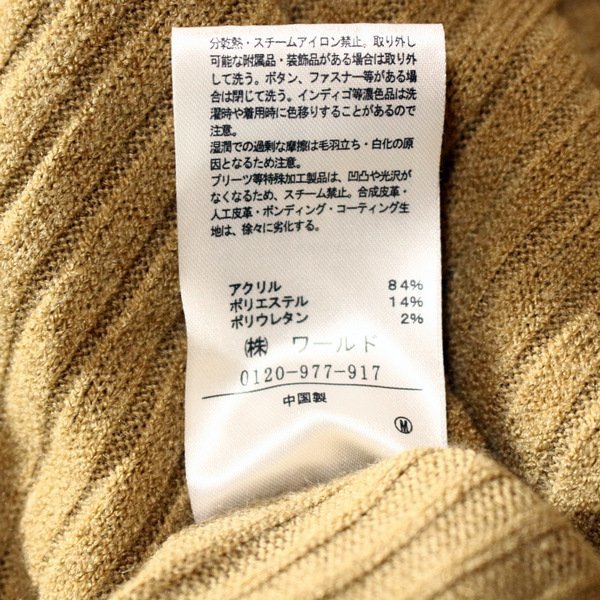 分乾熱・スチームアイロン禁止。取り外し
可能な附属品・装飾品がある場合は取り外
して洗う。ボタン、ファスナー等がある場
合は閉じて洗う。インディゴ等濃色品は洗
濯時や着用時に色移りすることがあるので
注意。
湿潤での過剰な摩擦は毛羽立ち・白化の原
因となるため注意。
プリーツ等特殊加工製品は、凹凸や光沢が
なくなるため、スチーム禁止。合成皮革・
人工皮革・ボンディング・コーティング生
地は、徐々に劣化する。
アクリル 84%
ポリエステル 14%
ポリウレタン 2%
㈱ ワールド
0120-977-917
中国製
Ⓜ